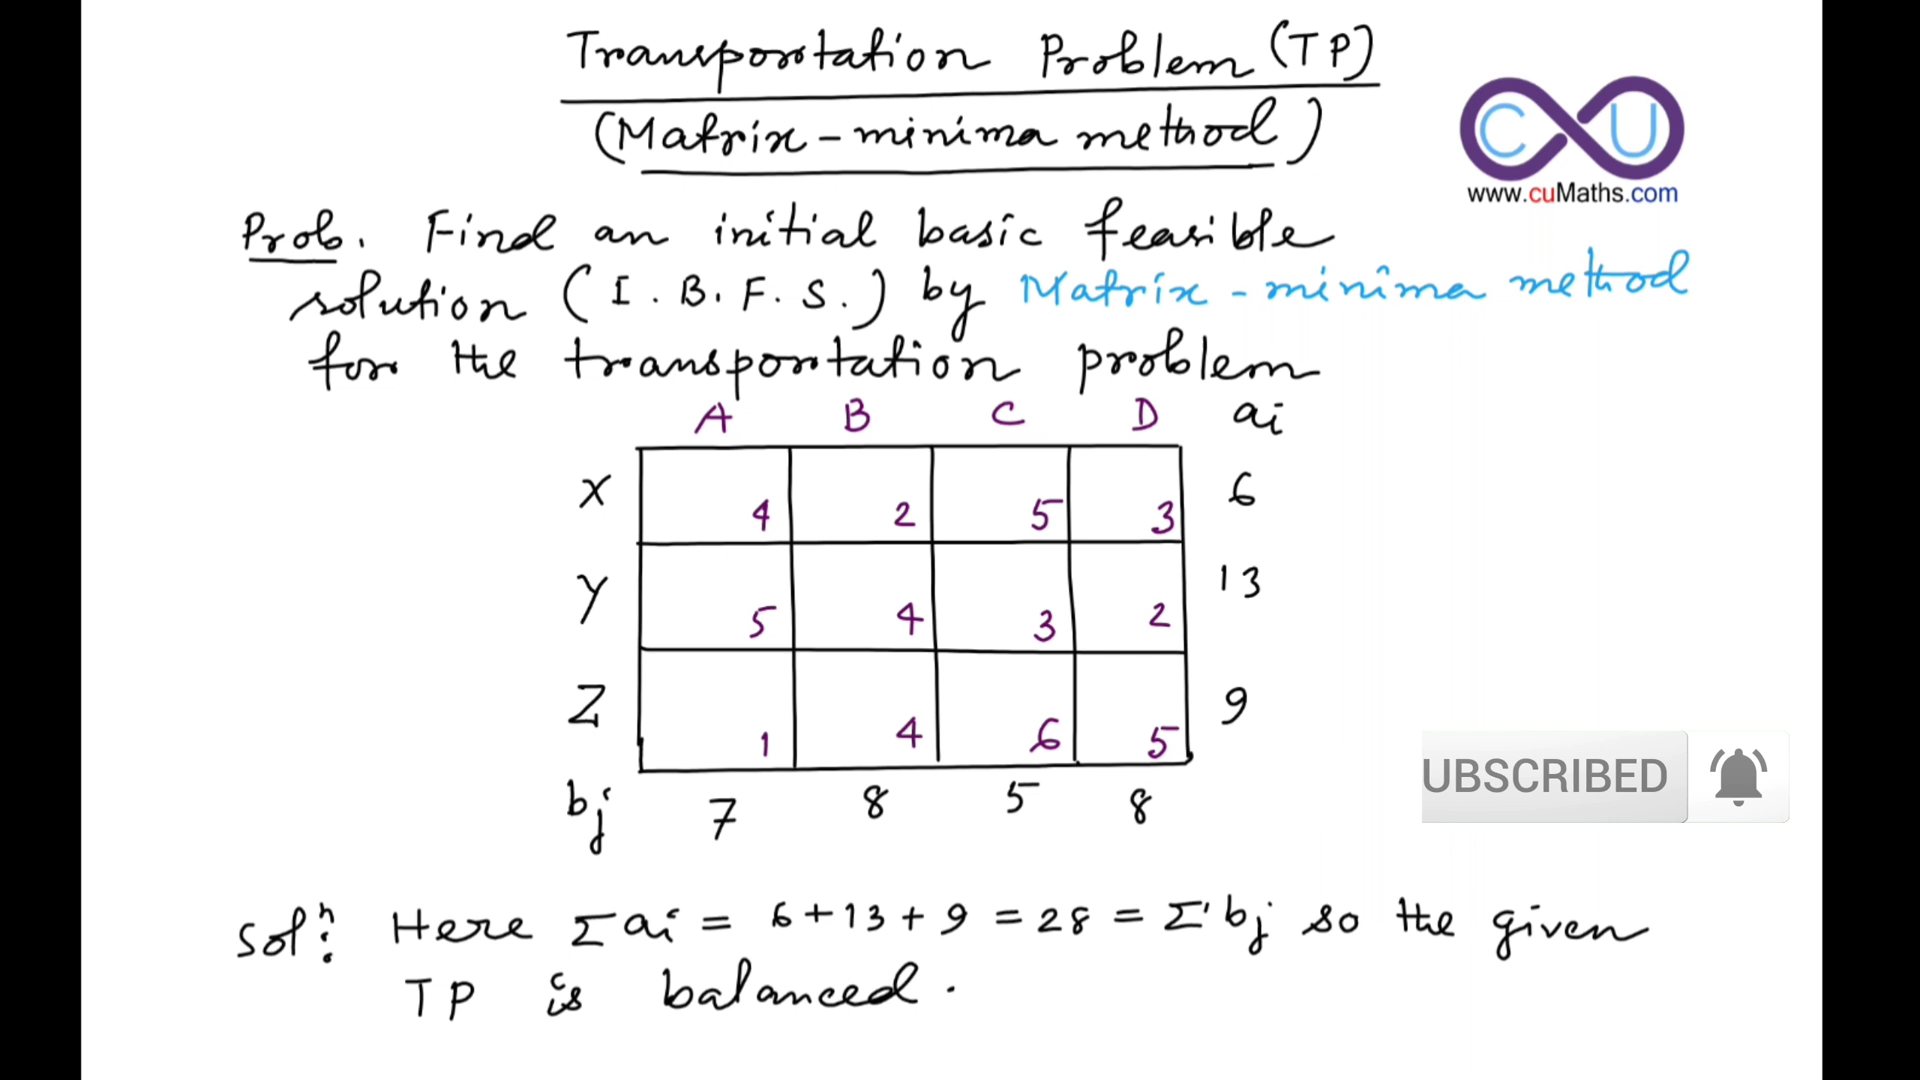 Transportation Problem (TP)
(Matrix-minima method)
CU
www.cuMaths.com
Prob. Find an initial basic feasible
solution (I.B.F.S.) by Matrix-minima method
for the transportation problem
A B C D ai
X 4 2 5 3 6
Y 5 4 3 2 13
Z 1 4 6 5 9
bj 7 8 5 8
UBSCRIBED
Solⁿ: Here Σai = 6+13+9 = 28 = Σbj so the given
TP is balanced.